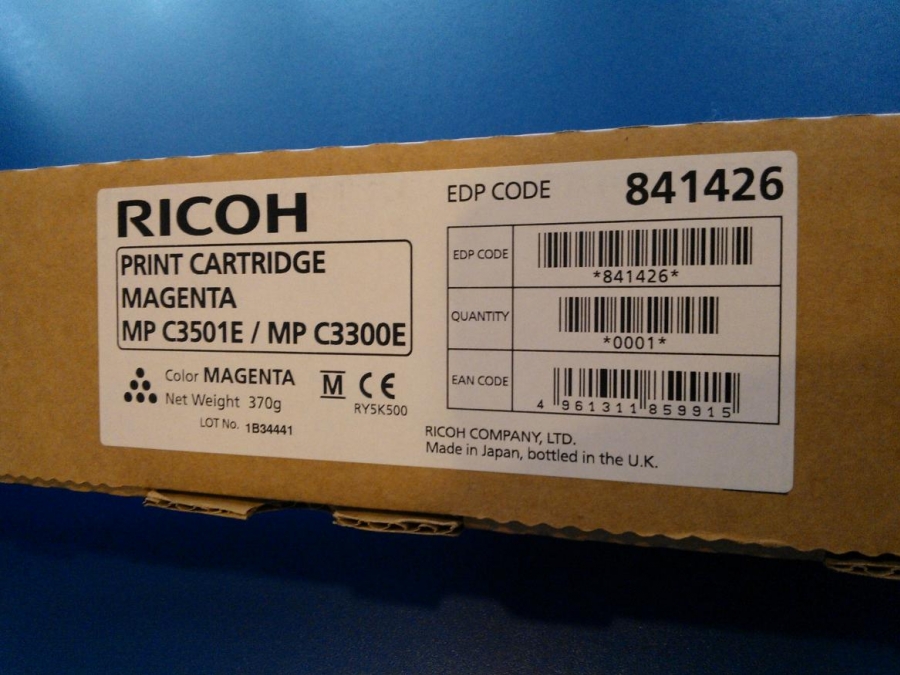 RICOH
PRINT CARTRIDGE
MAGENTA
MP C3501E / MP C3300E
Color MAGENTA
Net Weight 370g
LOT No. 1B34441
M CE
RY5K500
EDP CODE 841426
EDP CODE
*841426*
QUANTITY
*0001*
EAN CODE
4 961311 859915
RICOH COMPANY, LTD.
Made in Japan, bottled in the U.K.